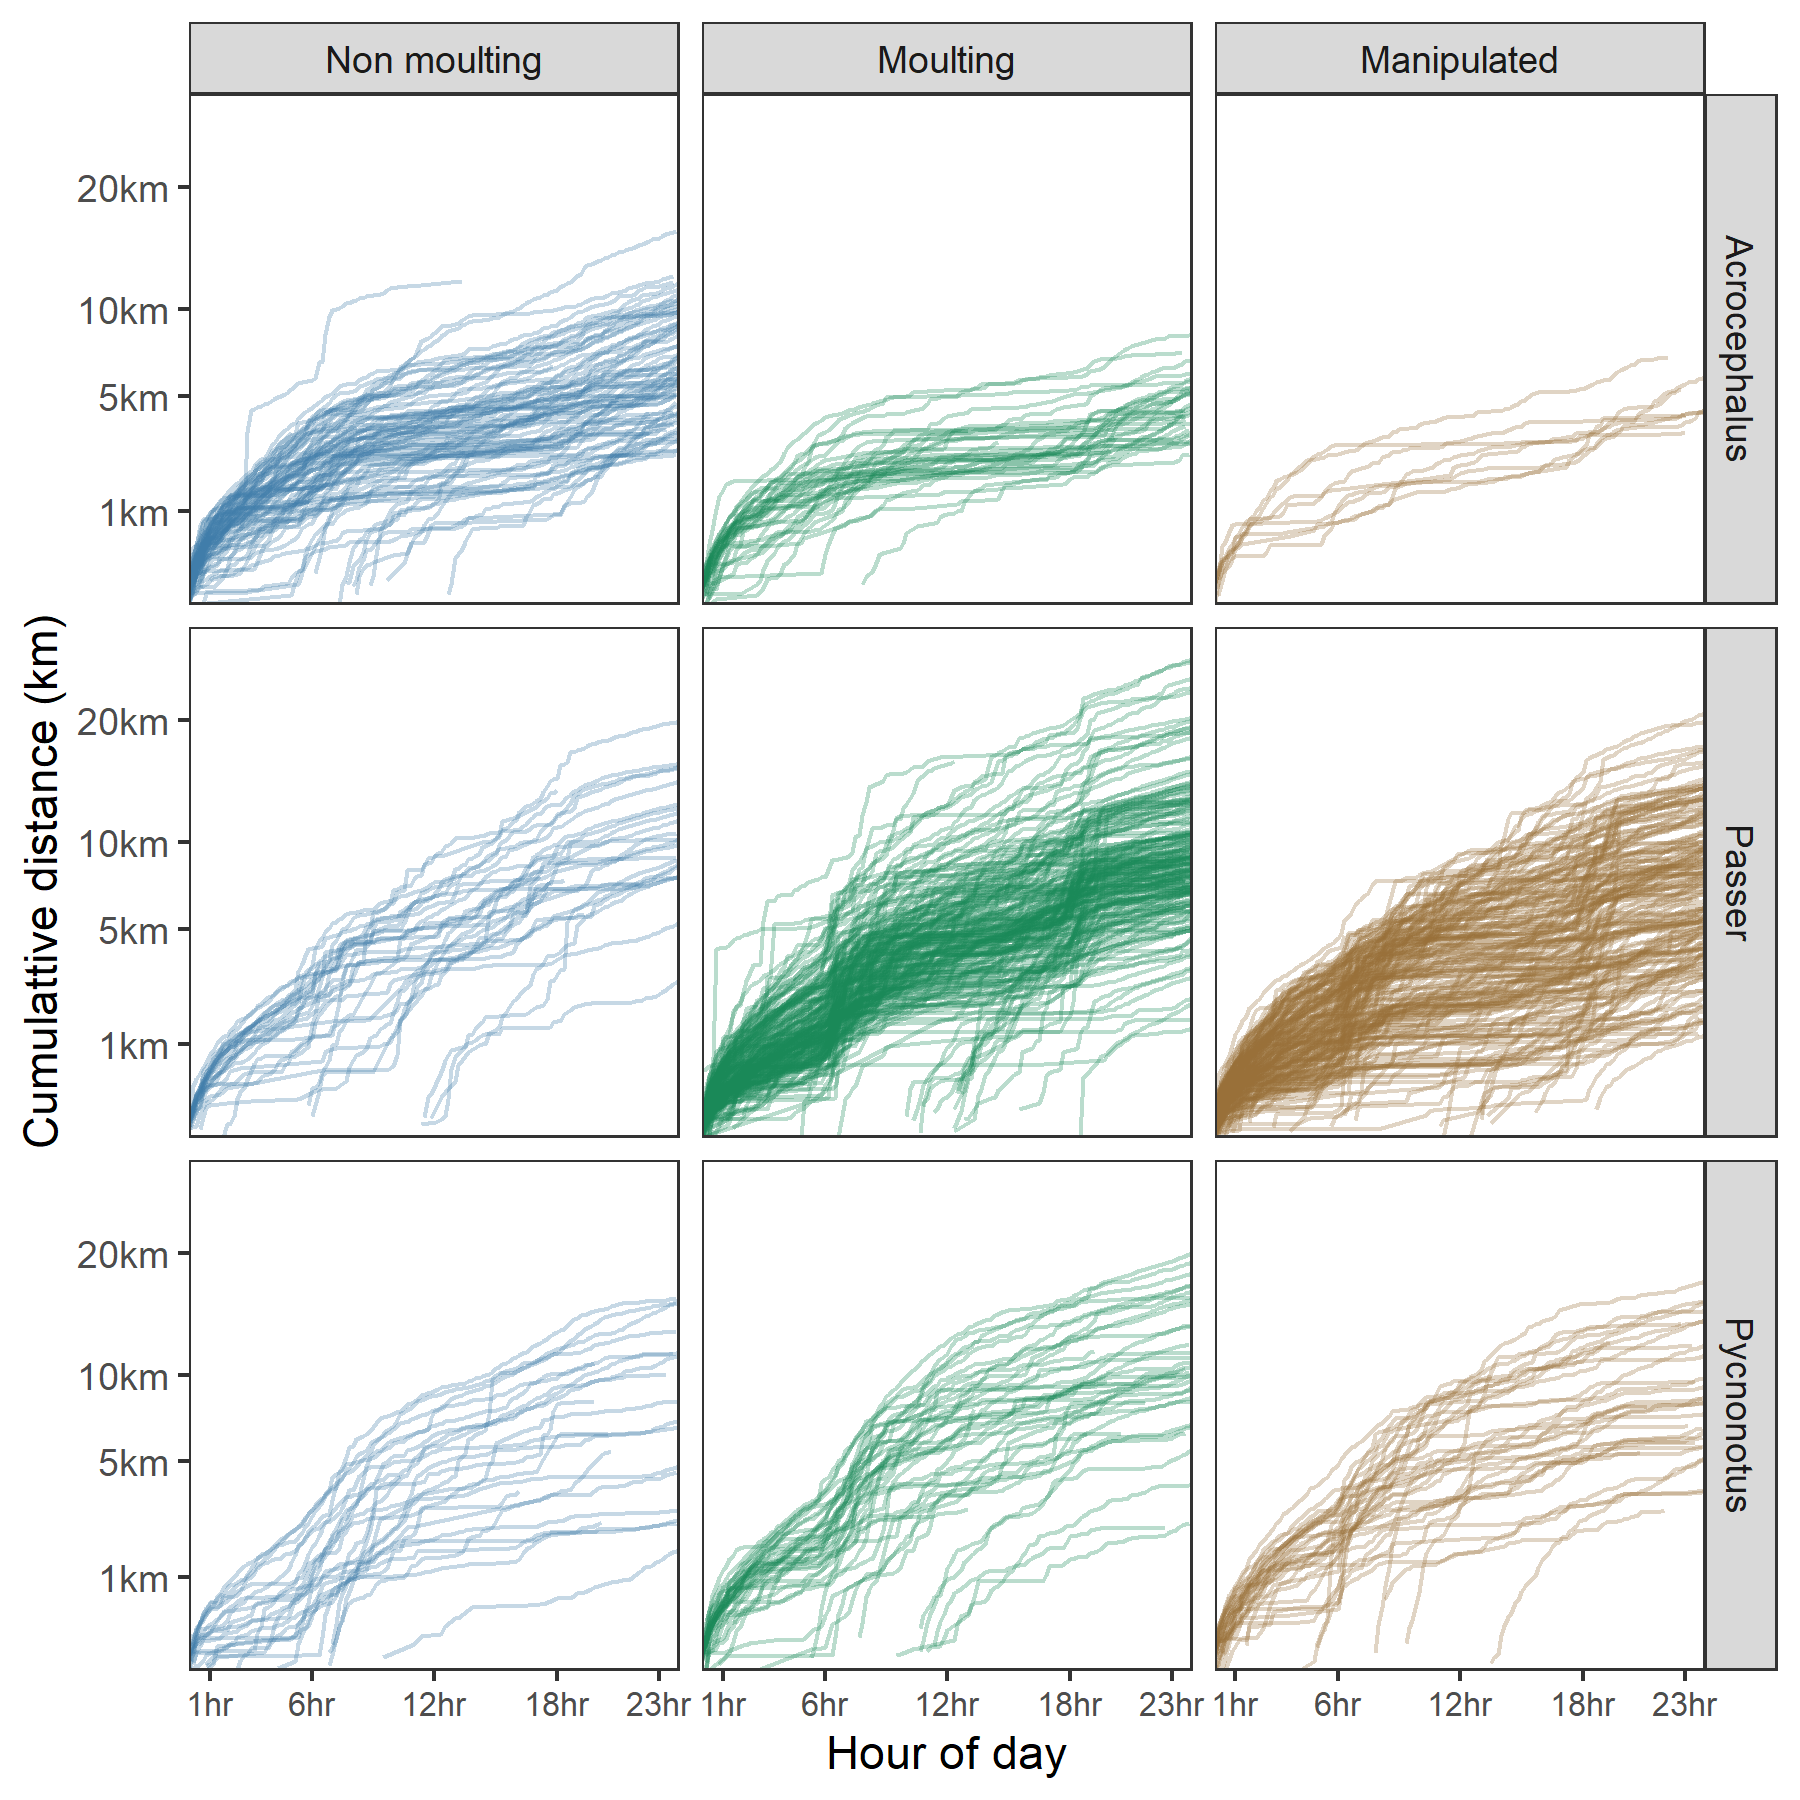 Non moulting Moulting Manipulated
20km
10km
5km
1km
Acrocephalus
20km
10km
5km
1km
Passer
20km
10km
5km
1km
Pycnonotus
Cumulattive distance (km)
1hr 6hr 12hr 18hr 23hr 1hr 6hr 12hr 18hr 23hr 1hr 6hr 12hr 18hr 23hr
Hour of day